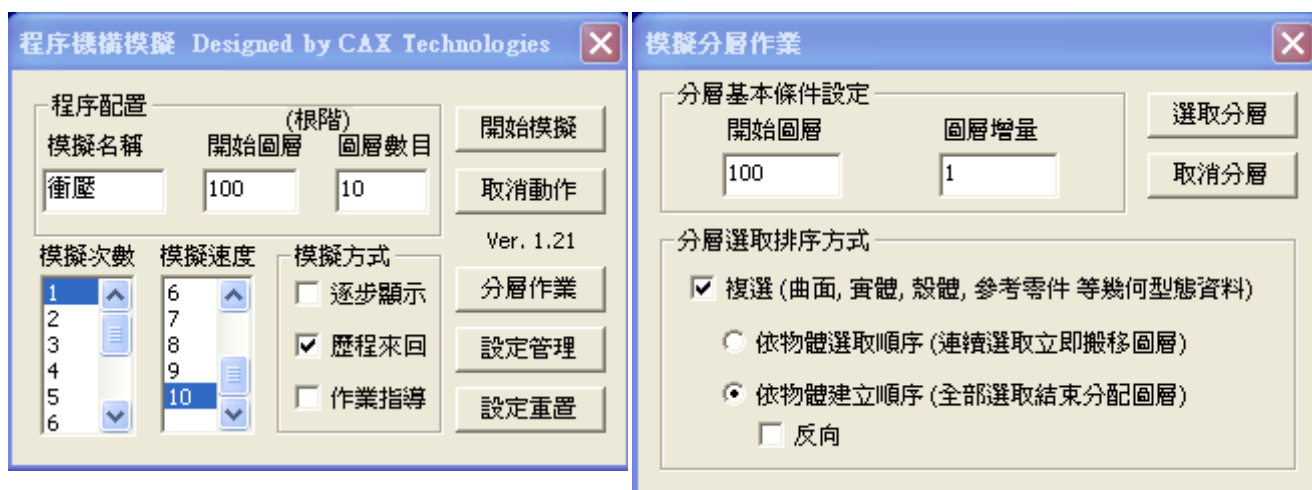 程序機構模擬 Designed by CAX Technologies
程序配置
(根階)
模擬名稱 開始圖層 圖層數目
衝壓 100 10
開始模擬
取消動作
Ver. 1.21
分層作業
設定管理
設定重置
模擬次數
1
2
3
4
5
6
模擬速度
6
7
8
9
10
模擬方式
逐步顯示
歷程來回
作業指導
模擬分層作業
分層基本條件設定
開始圖層 圖層增量
100 1
選取分層
取消分層
分層選取排序方式
複選 (曲面, 實體, 殼體, 參考零件 等幾何型態資料)
依物體選取順序 (連續選取立即搬移圖層)
依物體建立順序 (全部選取結束分配圖層)
反向